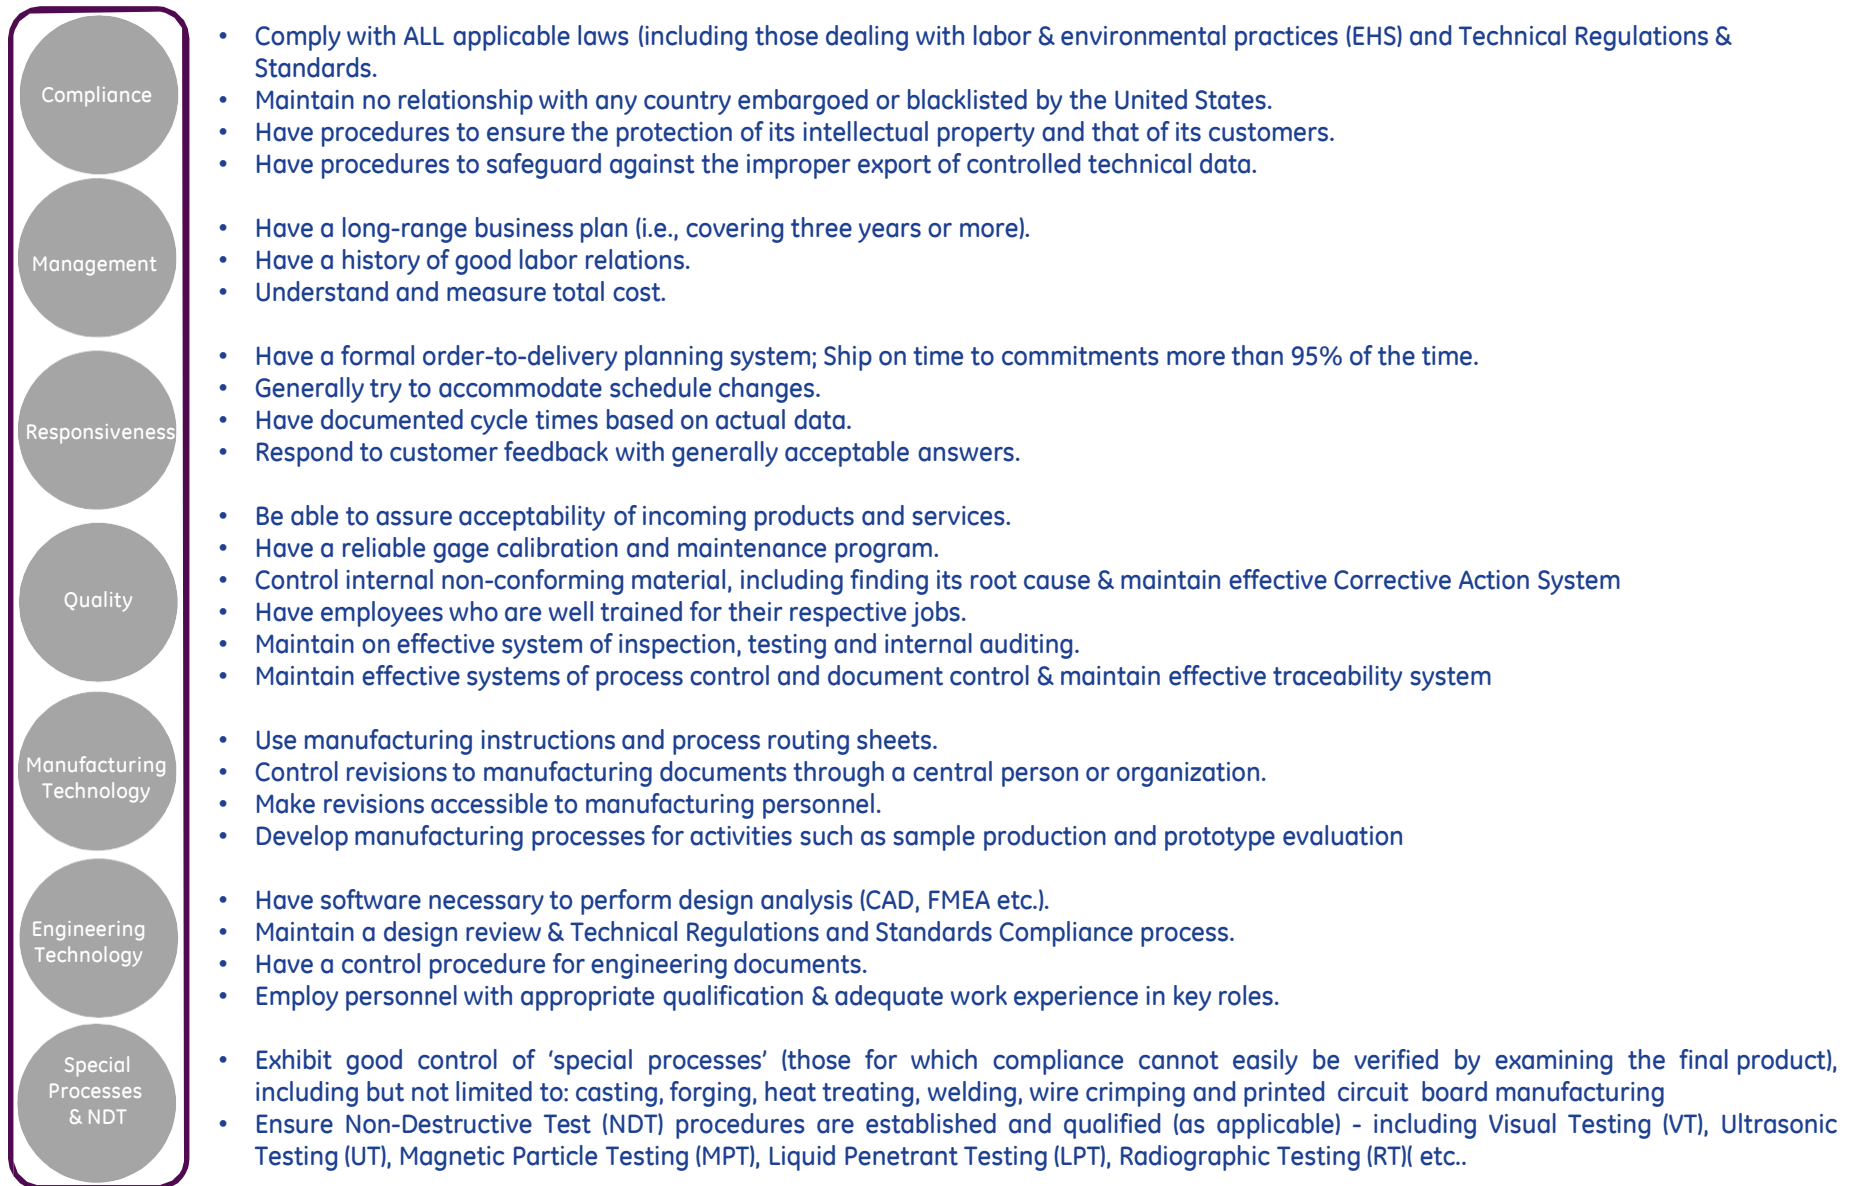 Compliance
• Comply with ALL applicable laws (including those dealing with labor & environmental practices (EHS) and Technical Regulations &
Standards.
• Maintain no relationship with any country embargoed or blacklisted by the United States.
• Have procedures to ensure the protection of its intellectual property and that of its customers.
• Have procedures to safeguard against the improper export of controlled technical data.
Management
• Have a long-range business plan (i.e., covering three years or more).
• Have a history of good labor relations.
• Understand and measure total cost.
Responsiveness
• Have a formal order-to-delivery planning system; Ship on time to commitments more than 95% of the time.
• Generally try to accommodate schedule changes.
• Have documented cycle times based on actual data.
• Respond to customer feedback with generally acceptable answers.
Quality
• Be able to assure acceptability of incoming products and services.
• Have a reliable gage calibration and maintenance program.
• Control internal non-conforming material, including finding its root cause & maintain effective Corrective Action System
• Have employees who are well trained for their respective jobs.
• Maintain on effective system of inspection, testing and internal auditing.
• Maintain effective systems of process control and document control & maintain effective traceability system
Manufacturing
Technology
• Use manufacturing instructions and process routing sheets.
• Control revisions to manufacturing documents through a central person or organization.
• Make revisions accessible to manufacturing personnel.
• Develop manufacturing processes for activities such as sample production and prototype evaluation
Engineering
Technology
• Have software necessary to perform design analysis (CAD, FMEA etc.).
• Maintain a design review & Technical Regulations and Standards Compliance process.
• Have a control procedure for engineering documents.
• Employ personnel with appropriate qualification & adequate work experience in key roles.
Special
Processes
& NDT
• Exhibit good control of ‘special processes’ (those for which compliance cannot easily be verified by examining the final product),
including but not limited to: casting, forging, heat treating, welding, wire crimping and printed circuit board manufacturing
• Ensure Non-Destructive Test (NDT) procedures are established and qualified (as applicable) - including Visual Testing (VT), Ultrasonic
Testing (UT), Magnetic Particle Testing (MPT), Liquid Penetrant Testing (LPT), Radiographic Testing (RT)( etc..